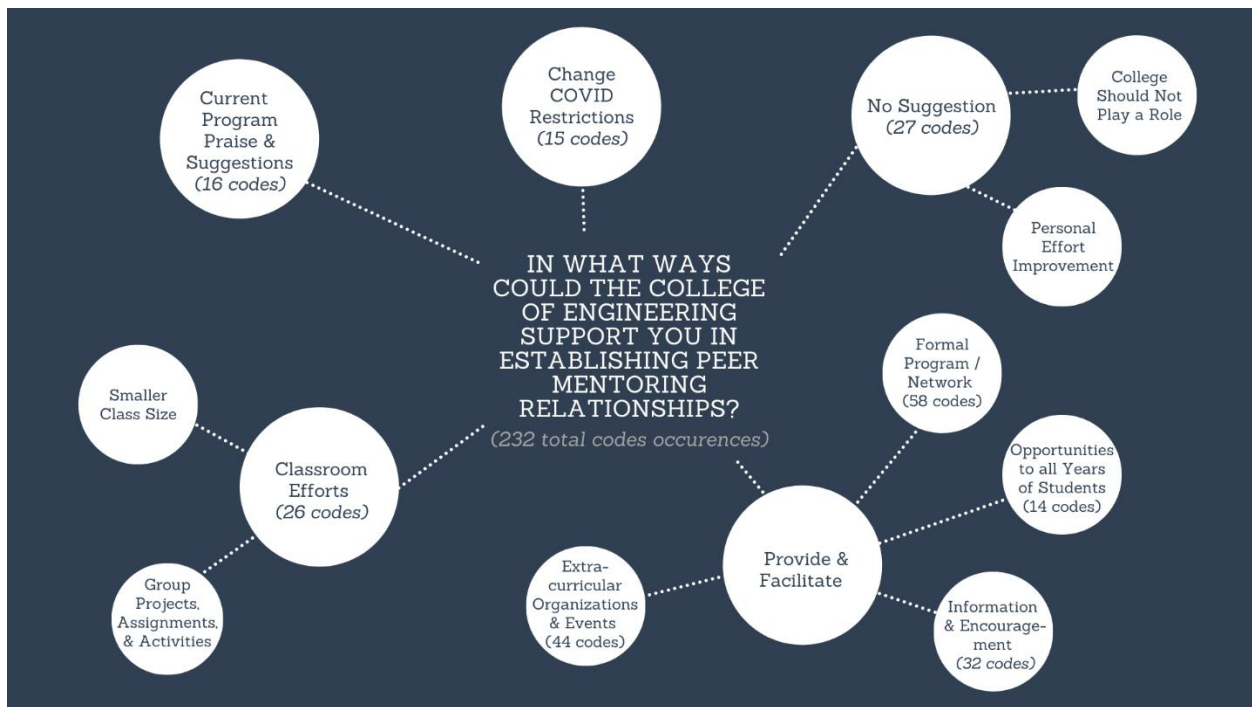 Current
Program
Praise &
Suggestions
(16 codes)
Change
COVID
Restrictions
(15 codes)
No Suggestion
(27 codes)
College
Should Not
Play a Role
Personal
Effort
Improvement
IN WHAT WAYS
COULD THE COLLEGE
OF ENGINEERING
SUPPORT YOU IN
ESTABLISHING PEER
MENTORING
RELATIONSHIPS?
(232 total codes occurences)
Smaller
Class Size
Classroom
Efforts
(26 codes)
Group
Projects,
Assignments,
& Activities
Formal
Program /
Network
(58 codes)
Opportunities
to all Years
of Students
(14 codes)
Provide &
Facilitate
Extra-
curricular
Organizations
& Events
(44 codes)
Information
& Encourage-
ment
(32 codes)